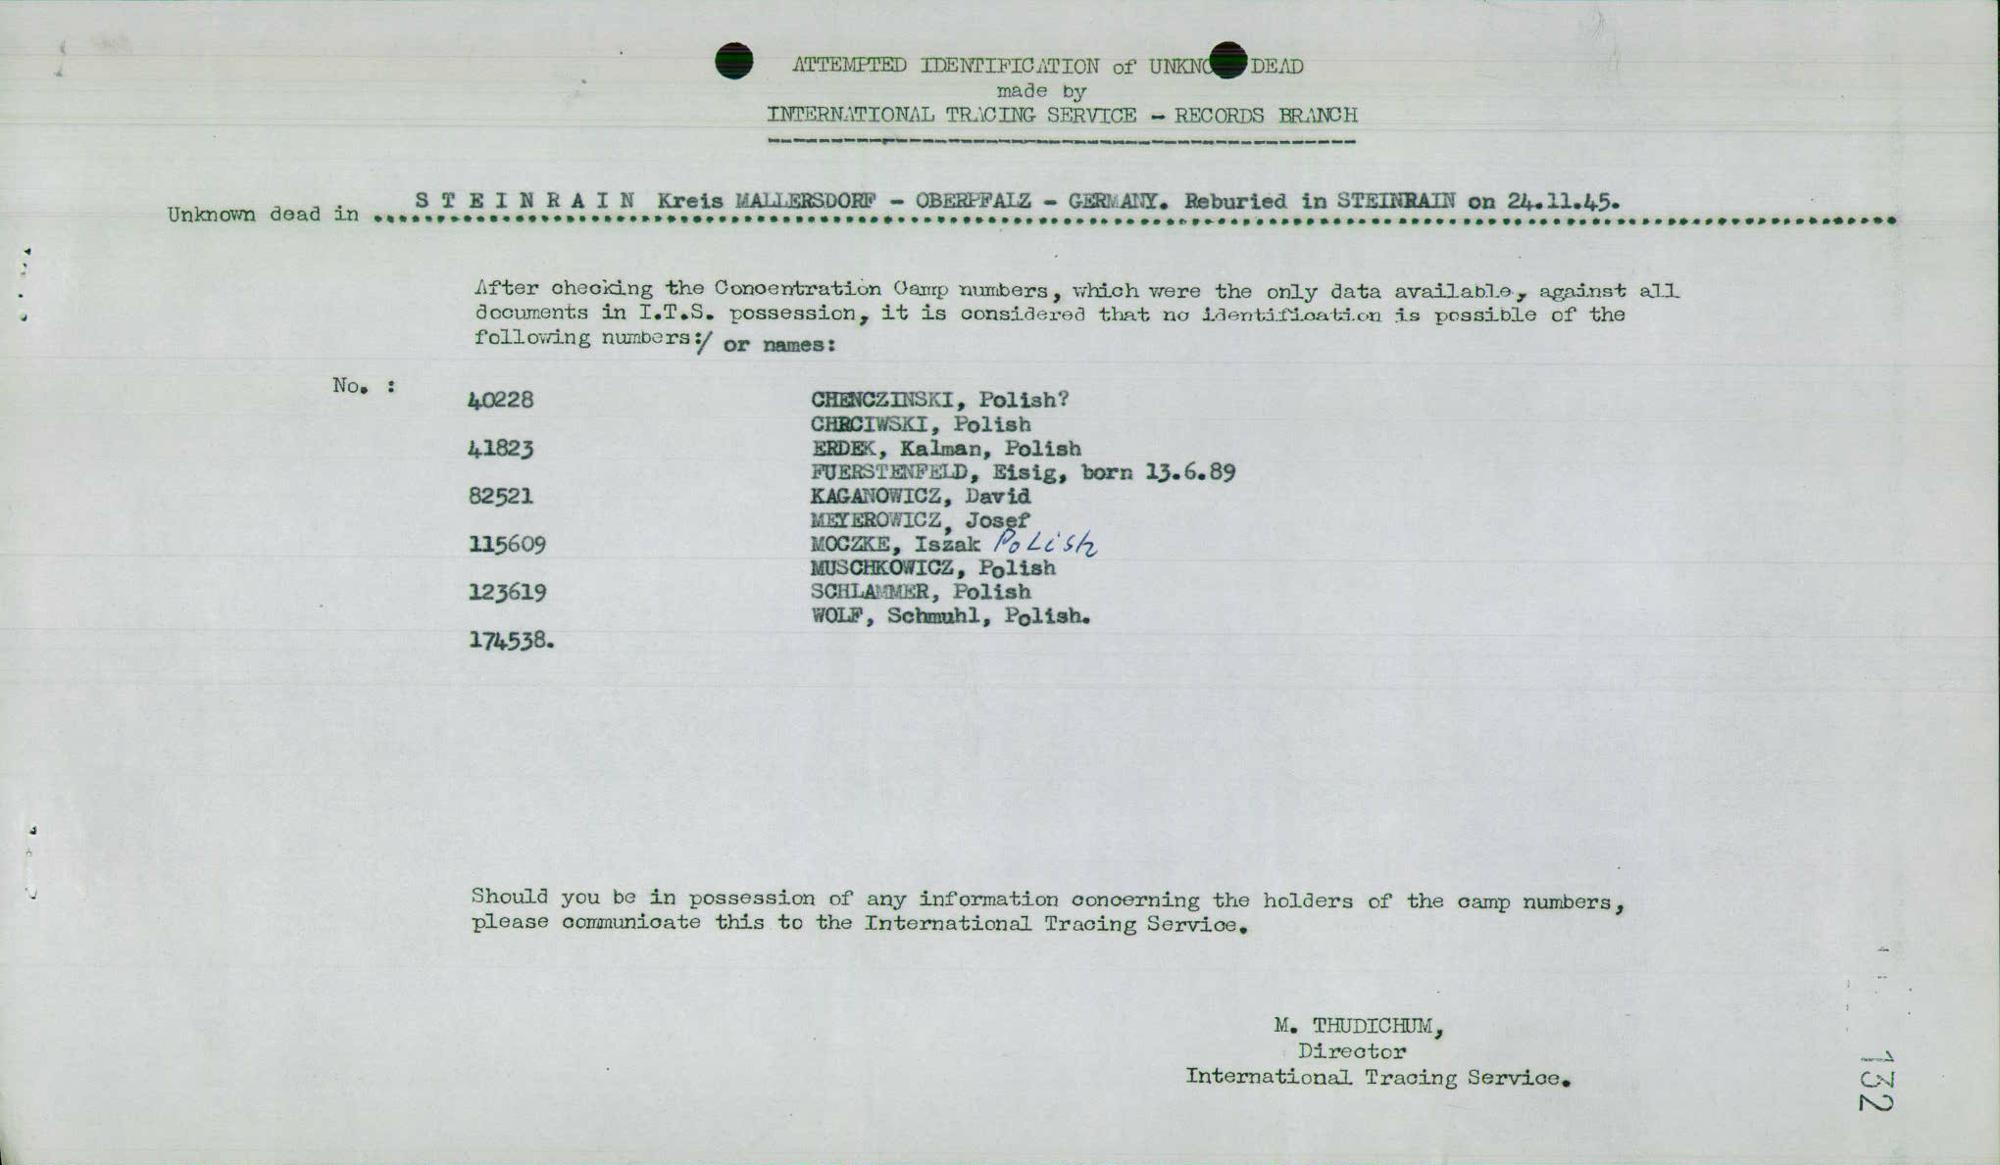 ATTEMPTED IDENTIFICATION of UNKNO DEAD
made by
INTERNATIONAL TRACING SERVICE - RECORDS BRANCH
Unknown dead in S T E I N R A I N Kreis MALLERSDORF - OBERPFALZ - GERMANY. Reburied in STEINRAIN on 24.11.45.
After checking the Concentration Camp numbers, which were the only data available, against all
documents in I.T.S. possession, it is considered that no identification is possible of the
following numbers:/ or names:
No. :
40228 CHENCZINSKI, Polish?
CHRCIWSKI, Polish
41823 ERDEK, Kalman, Polish
FUERSTENFELD, Eisig, born 13.6.89
82521 KAGANOWICZ, David
MEYEROWICZ, Josef
115609 MOCZKE, Iszak Polish
MUSCHKOWICZ, Polish
123619 SCHLAMMER, Polish
WOLF, Schmuhl, Polish.
174538.
Should you be in possession of any information concerning the holders of the camp numbers,
please communicate this to the International Tracing Service.
M. THUDICHUM,
Director
International Tracing Service.
132